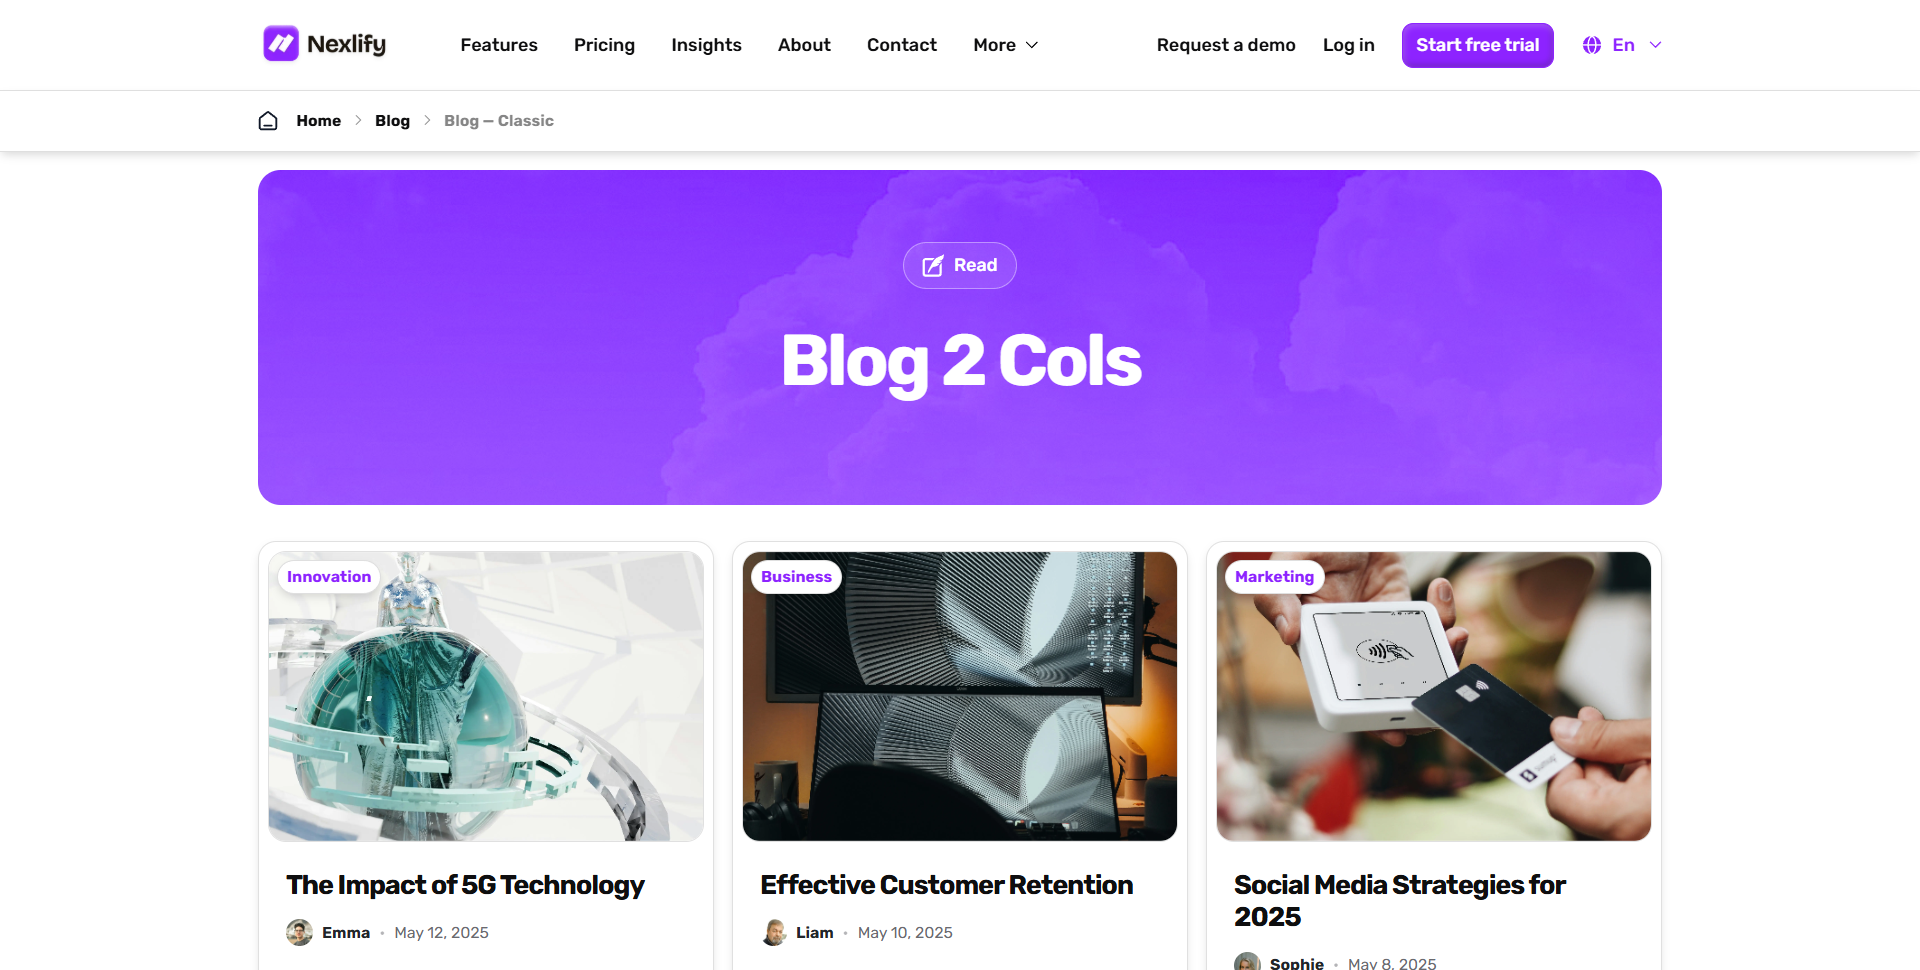 Nexlify
Features
Pricing
Insights
About
Contact
More
Request a demo
Log in
Start free trial
En
Home
Blog
Blog – Classic
Read
Blog 2 Cols
Innovation
Business
Marketing
The Impact of 5G Technology
Emma • May 12, 2025
Effective Customer Retention
Liam • May 10, 2025
Social Media Strategies for
2025
Sophie • May 8, 2025